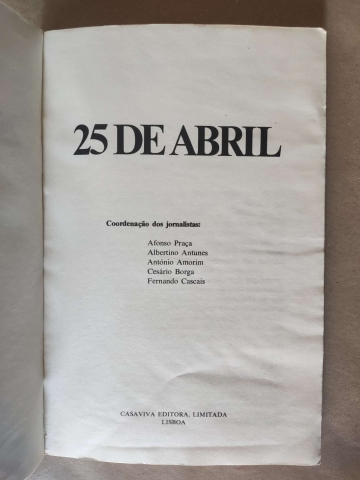 25 DE ABRIL
Coordenação dos jornalistas:
Afonso Praça
Albertino Antunes
António Amorim
Cesário Borga
Fernando Cascais
CASAVIVA EDITORA, LIMITADA
LISBOA